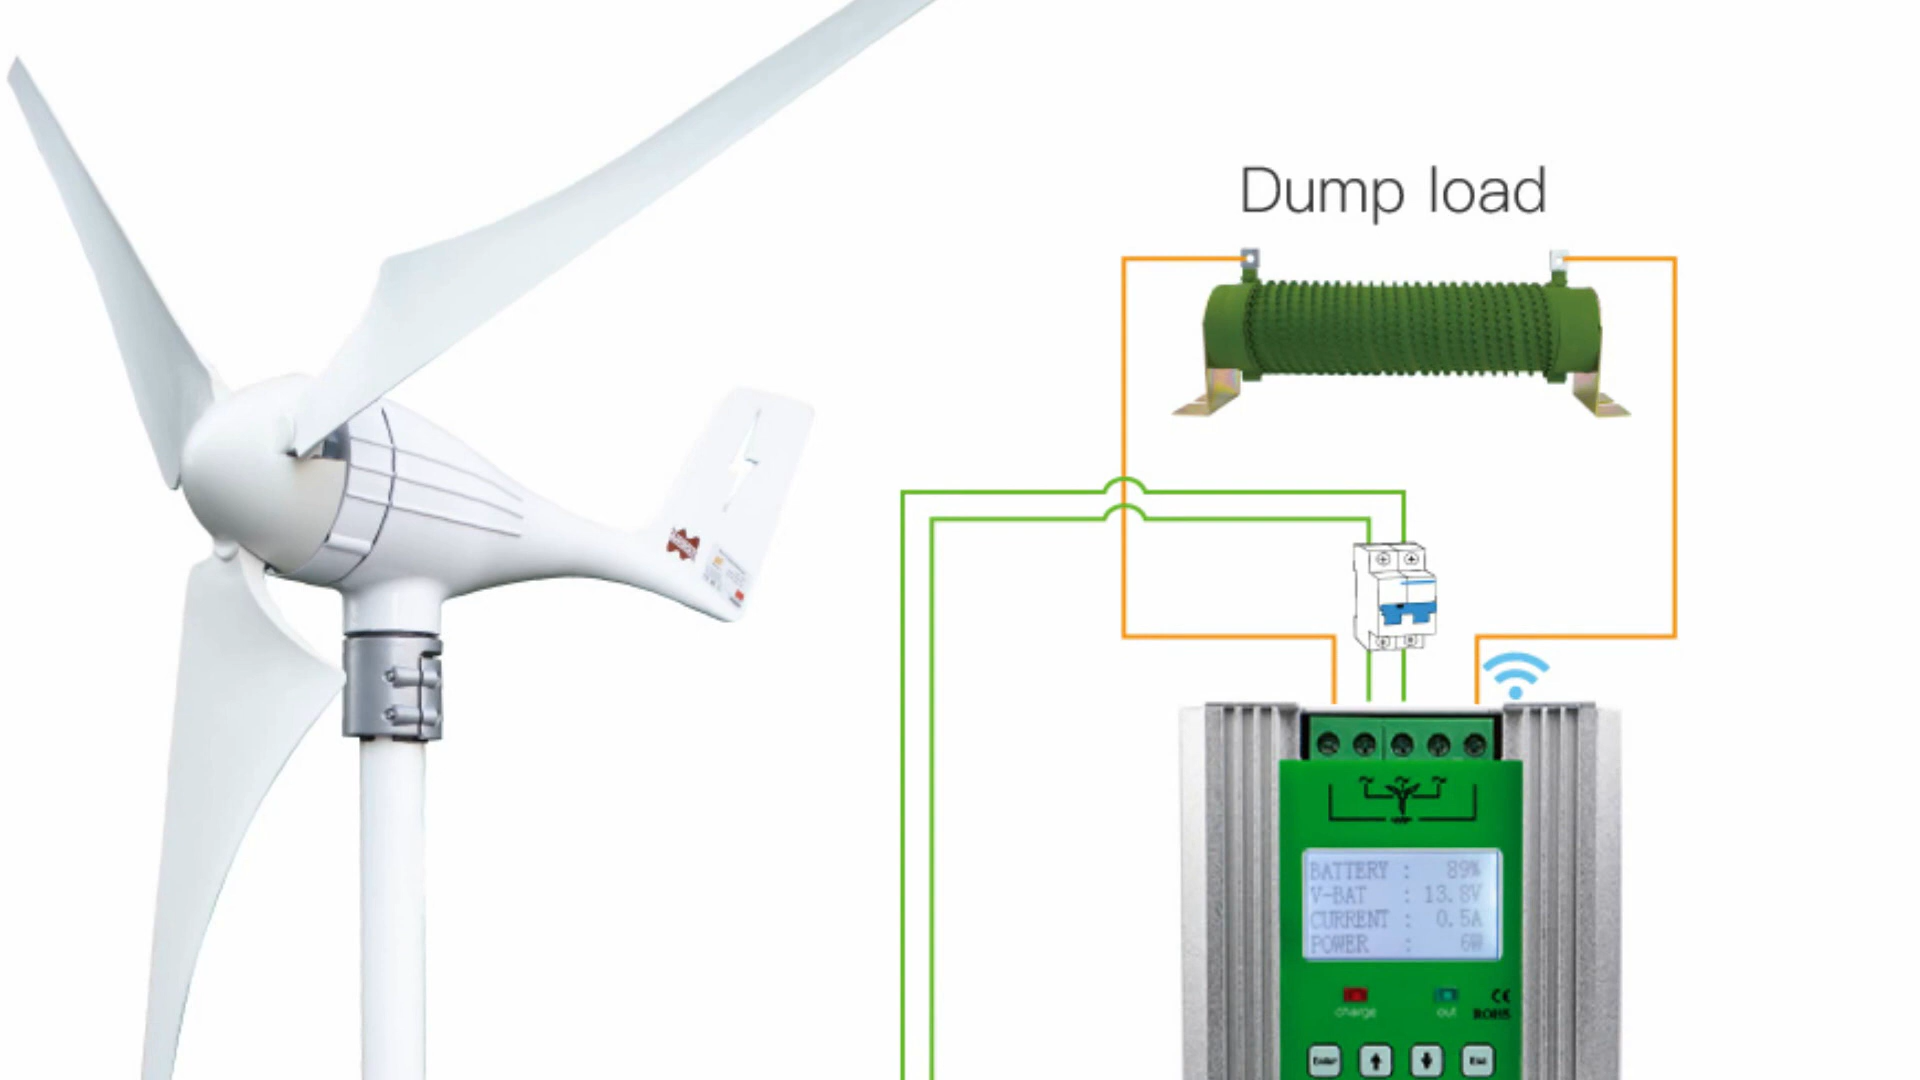 Dump load
BATTERY : 89%
V-BAT : 13.8V
CURRENT : 0.5A
POWER : 6W
charge
out
CE
ROHS
Enter
Esc